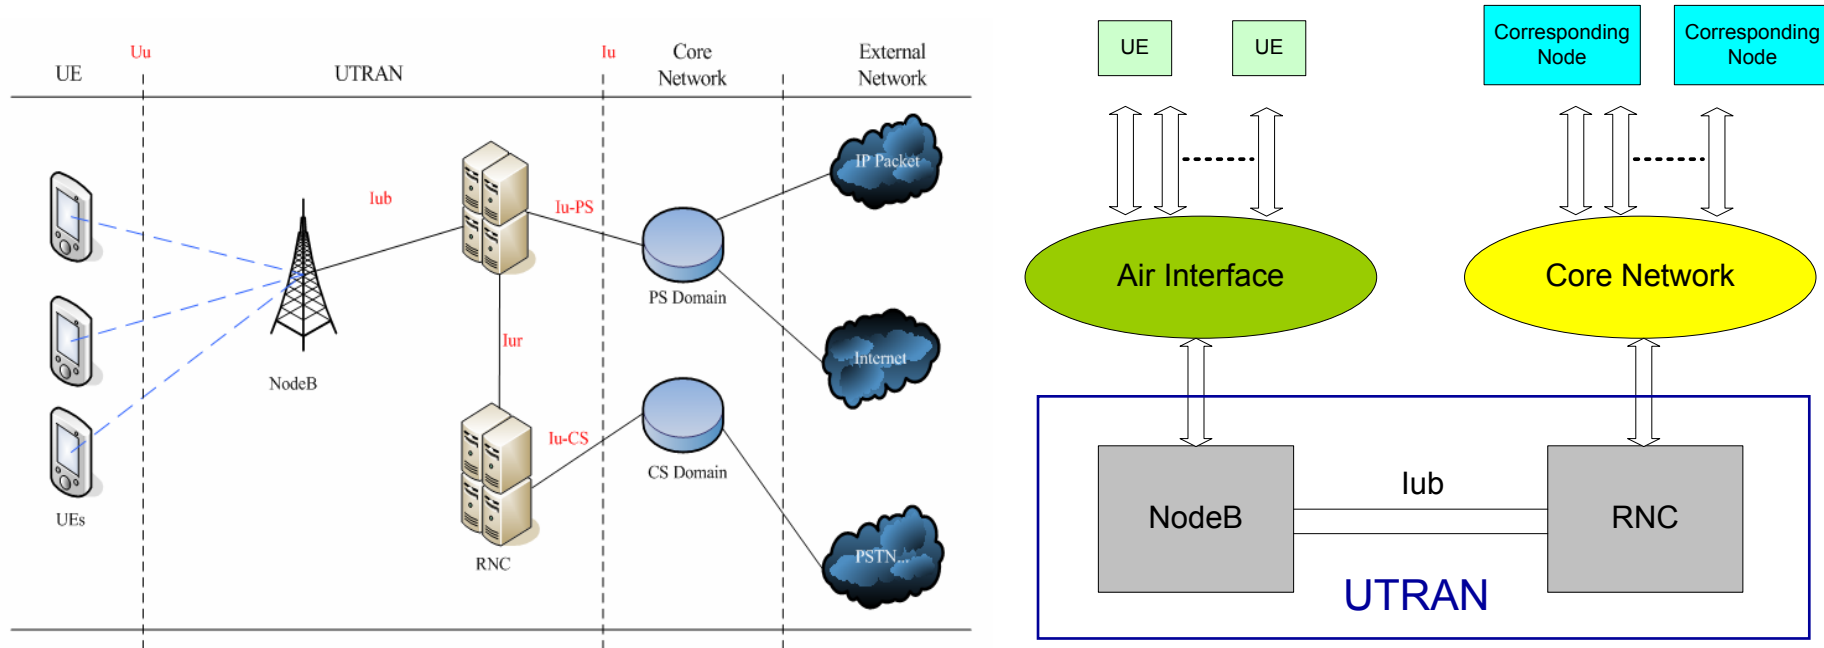 Uu
Iu
UE
UTRAN
Core
Network
External
Network
Iub
Iu-PS
IP Packet
PS Domain
Iur
NodeB
Internet
Iu-CS
CS Domain
UEs
RNC
PSTN...
UE
UE
Corresponding
Node
Corresponding
Node
Air Interface
Core Network
Iub
NodeB
RNC
UTRAN